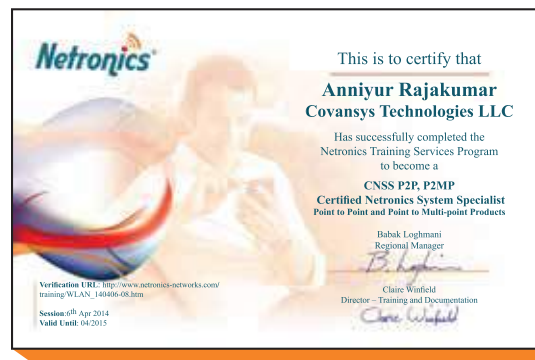 Netronics
This is to certify that
Anniyur Rajakumar
Covansys Technologies LLC
Has successfully completed the
Netronics Training Services Program
to become a
CNSS P2P, P2MP
Certified Netronics System Specialist
Point to Point and Point to Multi-point Products
Babak Loghmani
Regional Manager
B. Loghmani
Claire Winfield
Director – Training and Documentation
Claire Winfield
Verification URL: http://www.netronics-networks.com/
training/WLAN_140406-08.htm
Session:6th Apr 2014
Valid Until: 04/2015